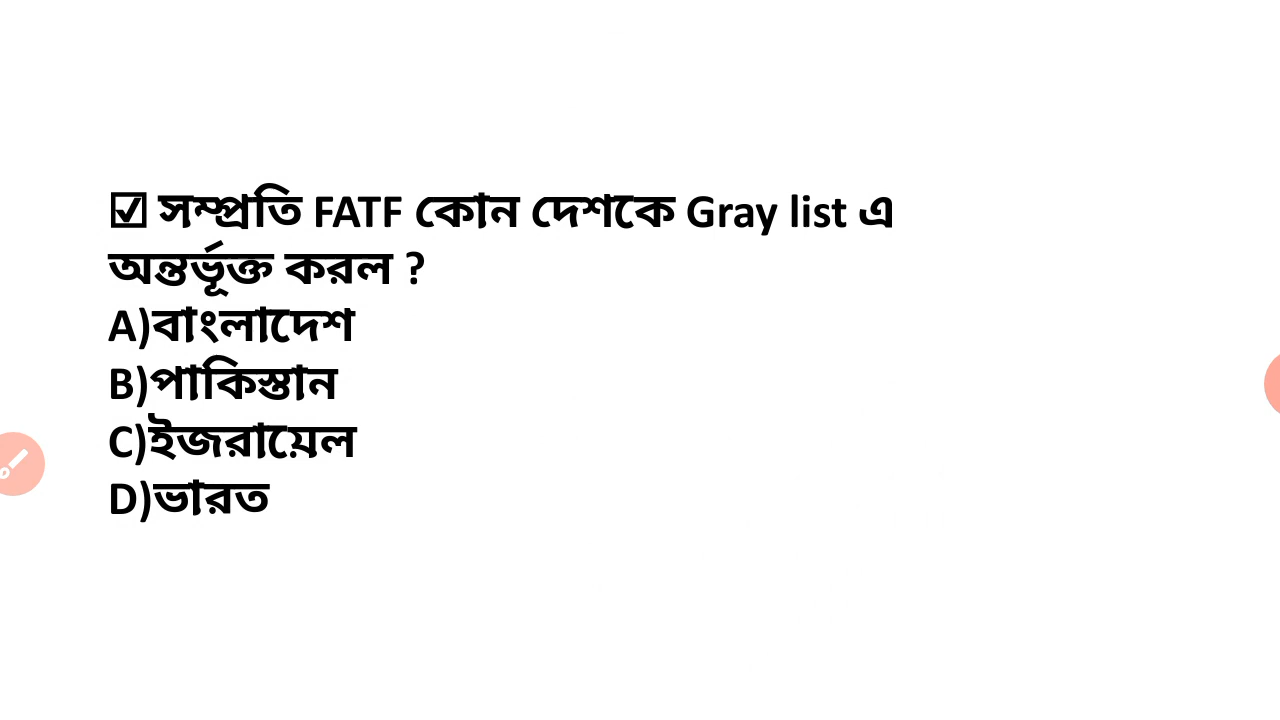 ☑ সম্প্রতি FATF কোন দেশকে Gray list এ
অন্তর্ভূক্ত করল ?
A)বাংলাদেশ
B)পাকিস্তান
C)ইজরায়েল
D)ভারত